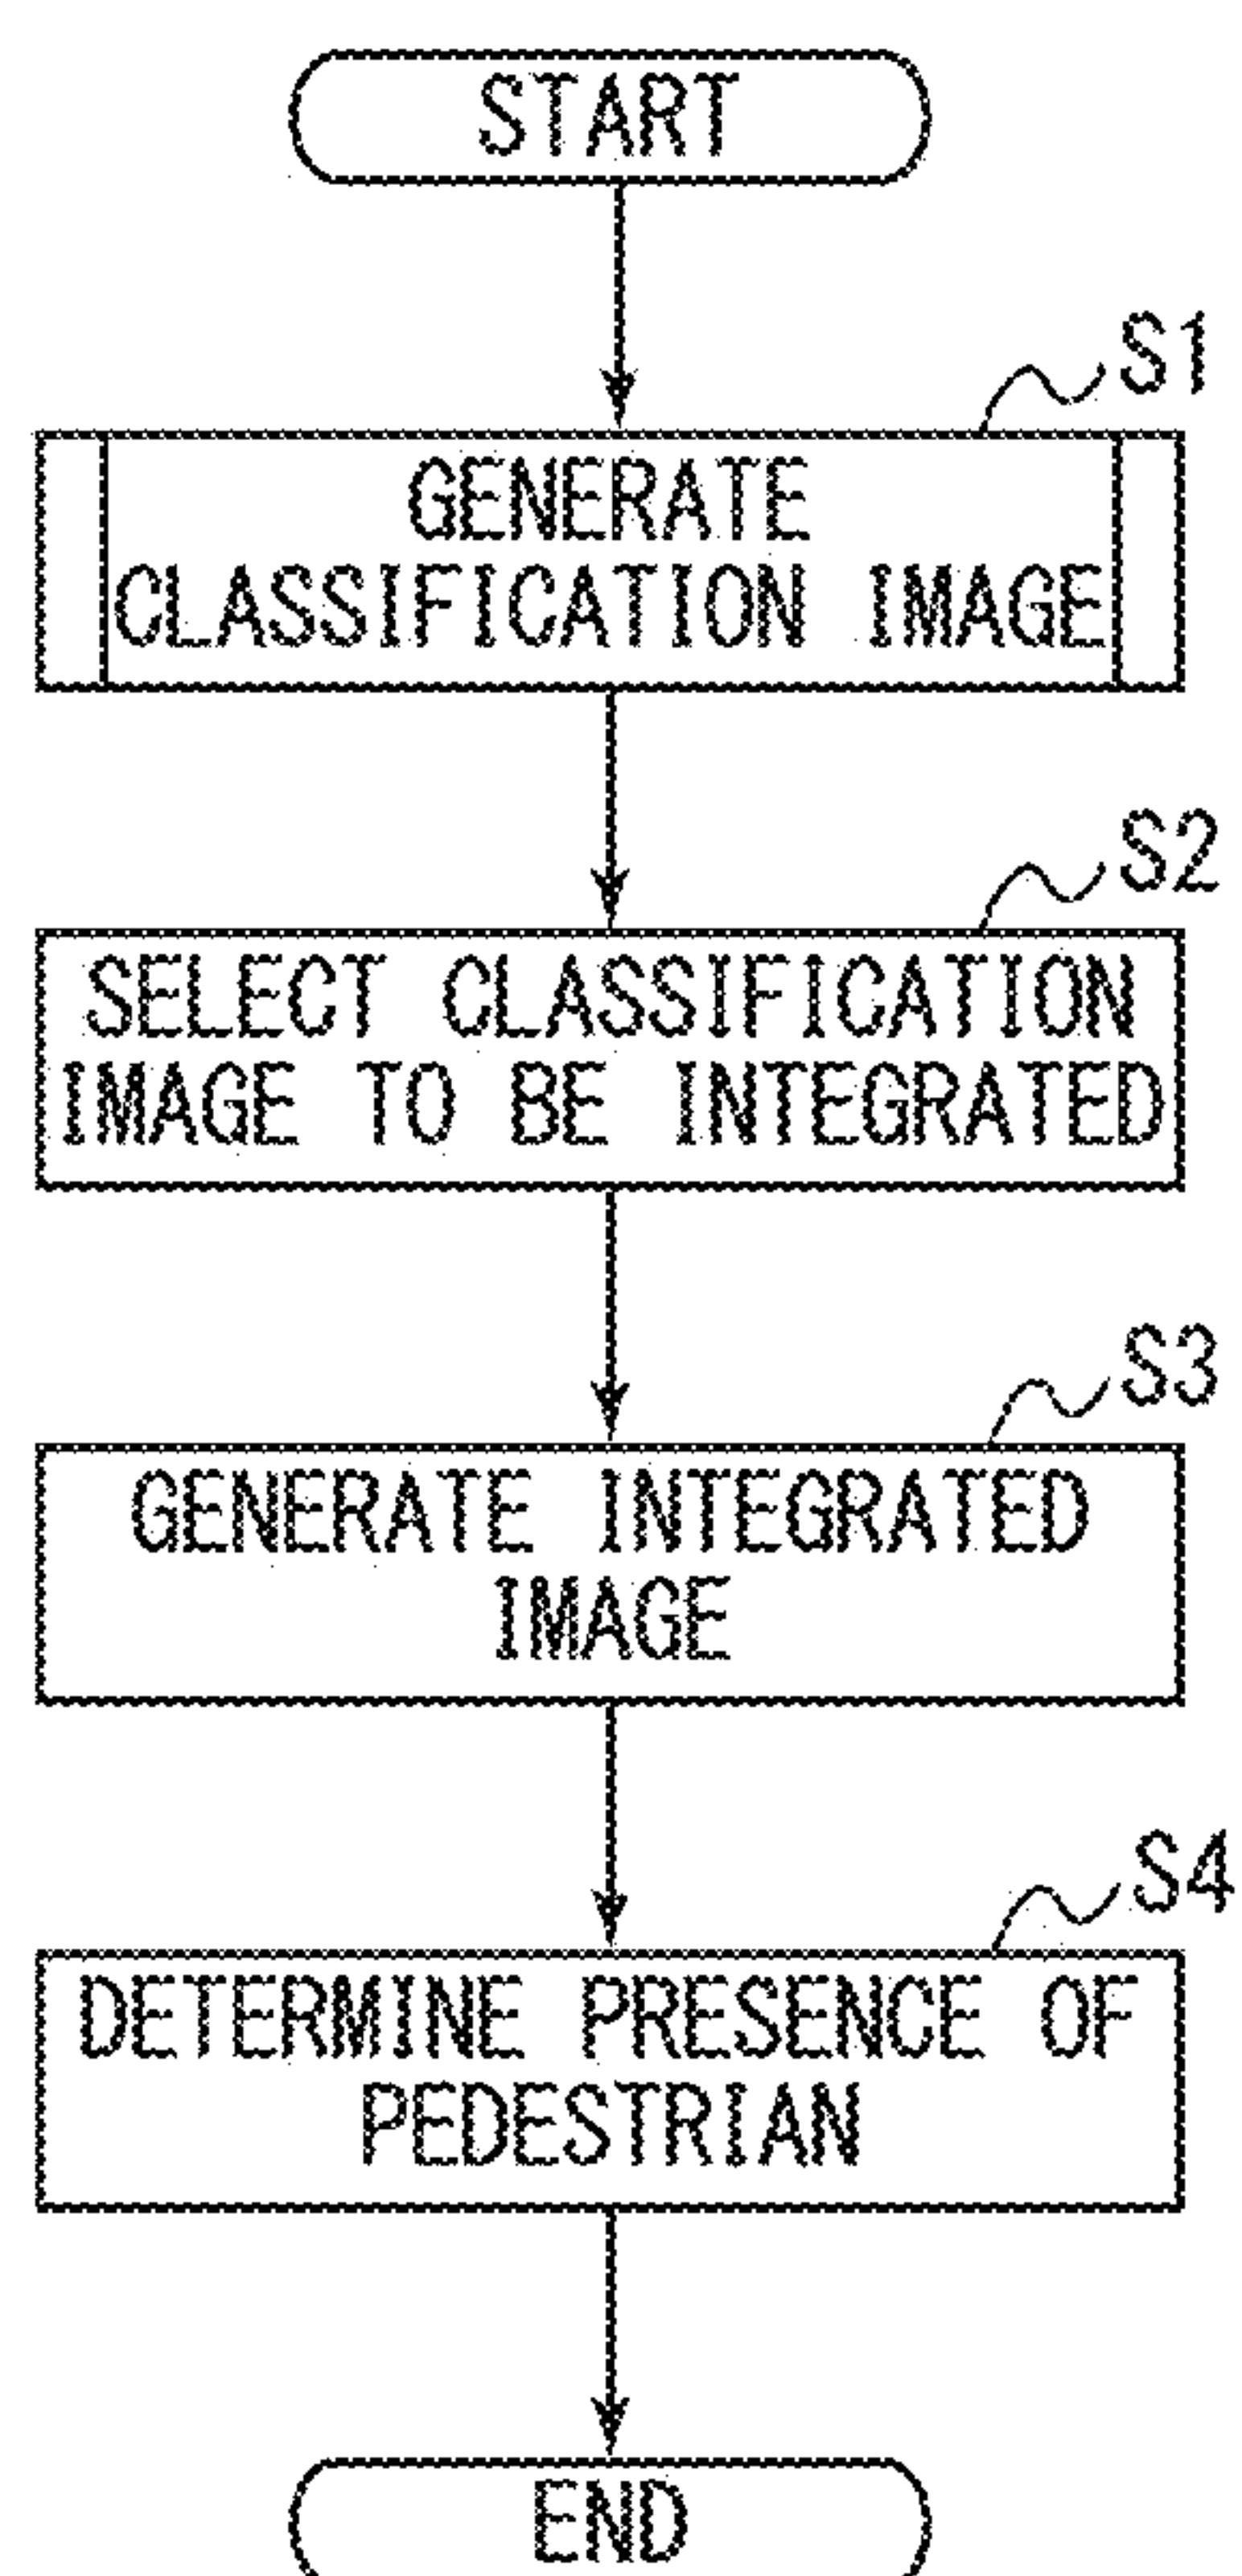 START
S1
GENERATE
CLASSIFICATION IMAGE
S2
SELECT CLASSIFICATION
IMAGE TO BE INTEGRATED
S3
GENERATE INTEGRATED
IMAGE
S4
DETERMINE PRESENCE OF
PEDESTRIAN
END